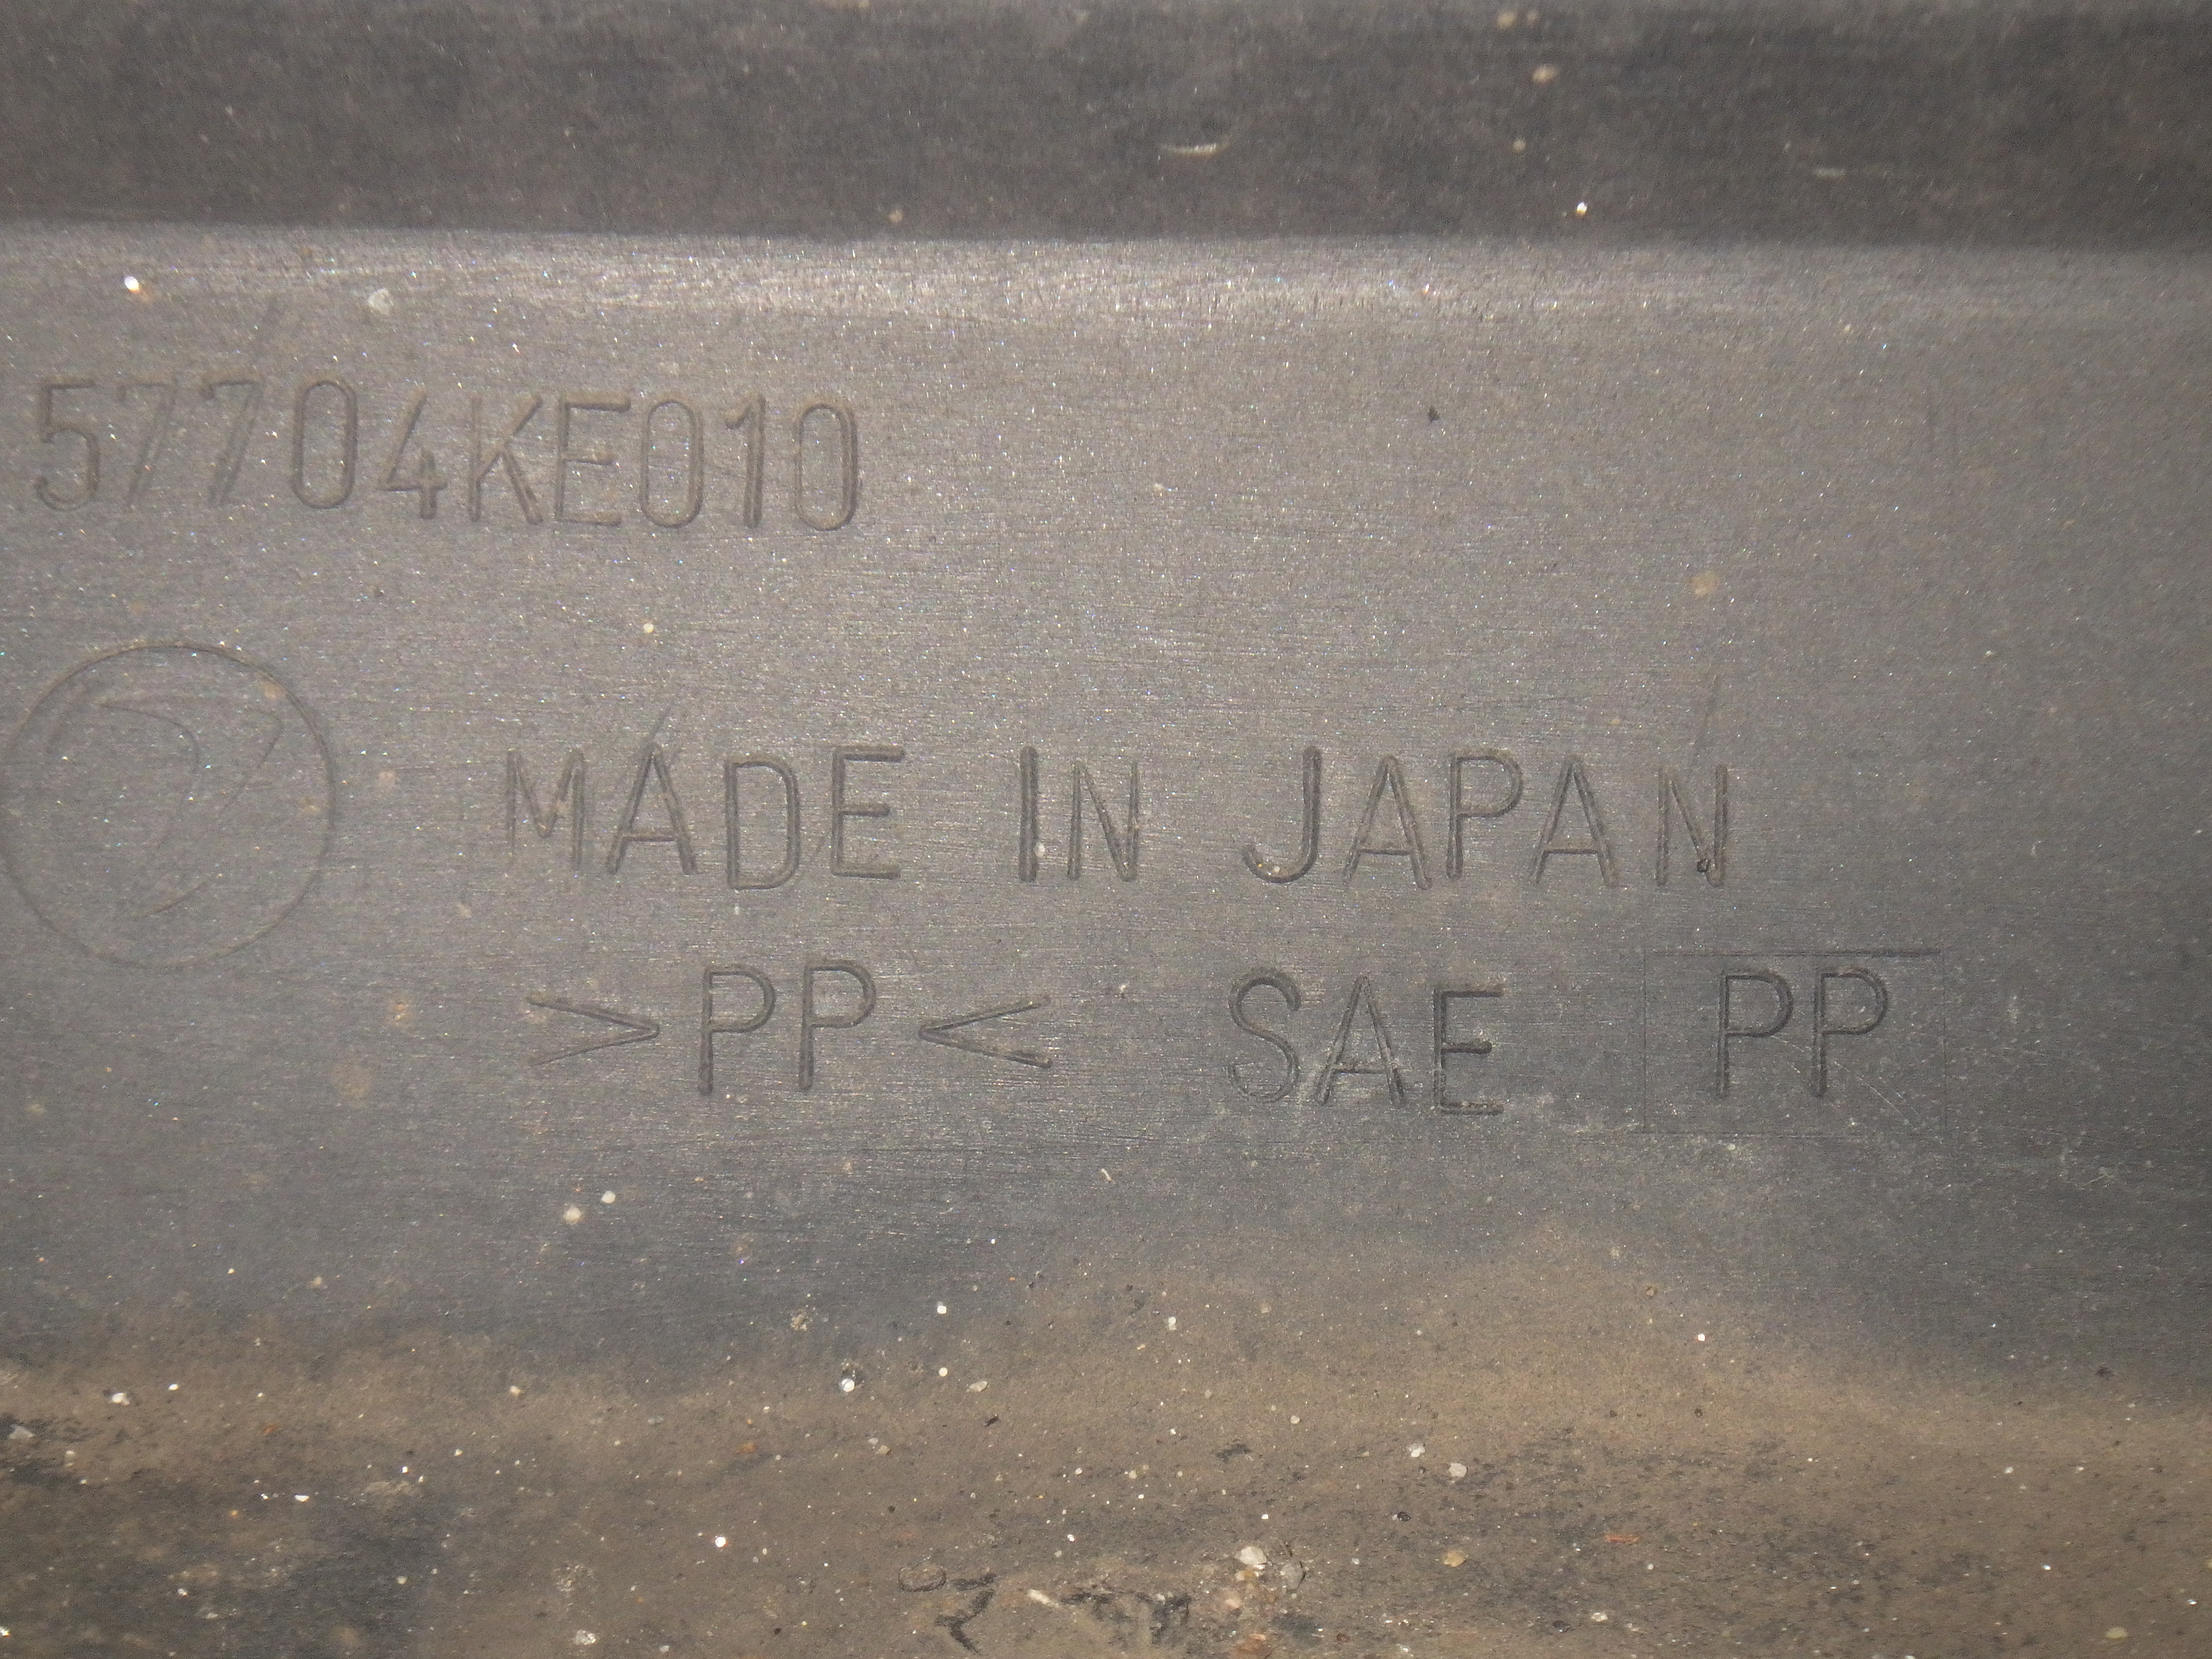 57704KE010
MADE IN JAPAN
>PP< SAE PP